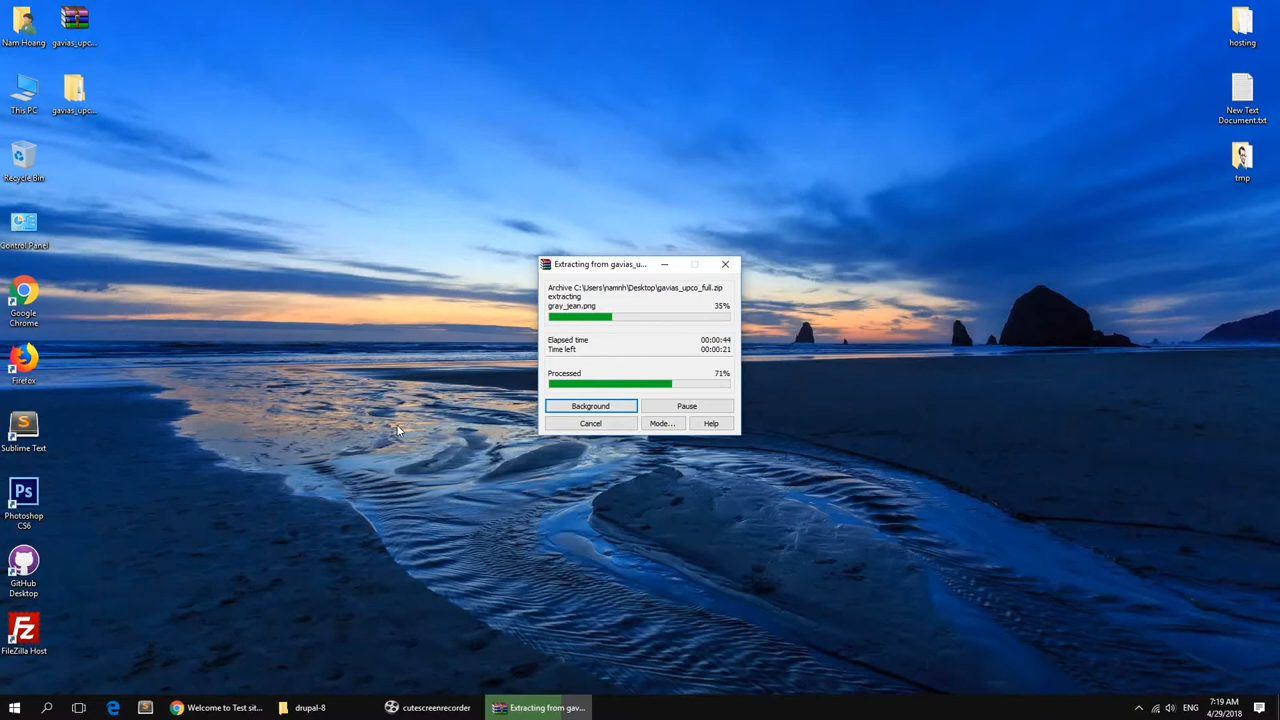 Nam Hoang
gavias_upc...
This PC
gavias_upc...
Recycle Bin
Control Panel
Google
Chrome
Firefox
Sublime Text
Ps
Photoshop
CS6
GitHub
Desktop
FileZilla Host
Extracting from gavias_u...
Archive C:\Users\namnh\Desktop\gavias_upco_full.zip
extracting
gray_jean.png 35%
Elapsed time 00:00:44
Time left 00:00:21
Processed 71%
Background Pause
Cancel Mode... Help
hosting
New Text
Document.txt
tmp
Welcome to Test sit... drupal-8 cutescreenrecorder Extracting from gav... ENG
7:19 AM
4/29/2018